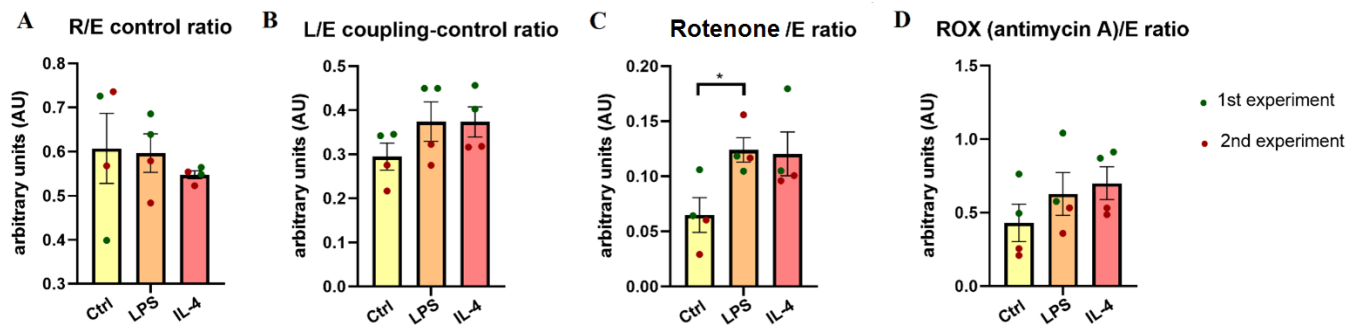 A
R/E control ratio
arbitrary units (AU)
0.8
0.7
0.6
0.5
0.4
0.3
Ctrl
LPS
IL-4
B
L/E coupling-control ratio
arbitrary units (AU)
0.5
0.4
0.3
0.2
0.1
0.0
Ctrl
LPS
IL-4
C
Rotenone /E ratio
arbitrary units (AU)
0.20
0.15
0.10
0.05
0.00
*
Ctrl
LPS
IL-4
D
ROX (antimycin A)/E ratio
arbitrary units (AU)
1.5
1.0
0.5
0.0
Ctrl
LPS
IL-4
1st experiment
2nd experiment